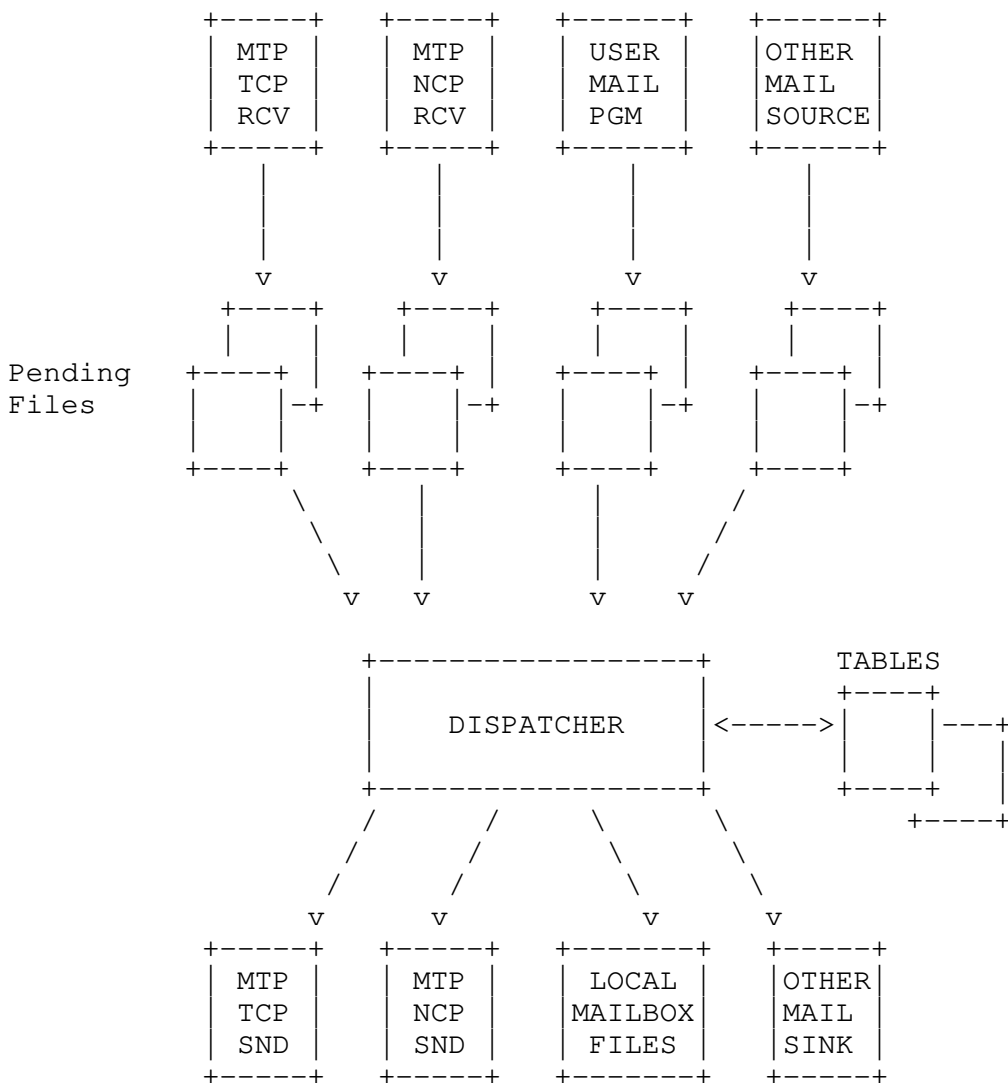 MTP MTP USER OTHER
TCP NCP MAIL MAIL
RCV RCV PGM SOURCE
Pending
Files
TABLES
DISPATCHER
MTP MTP LOCAL OTHER
TCP NCP MAILBOX MAIL
SND SND FILES SINK